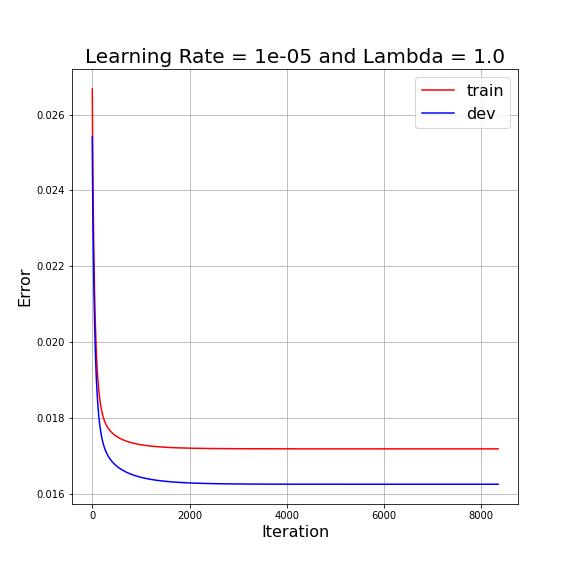 Learning Rate = 1e-05 and Lambda = 1.0
train
dev
0.026
0.024
0.022
0.020
0.018
0.016
Error
0
2000
4000
6000
8000
Iteration